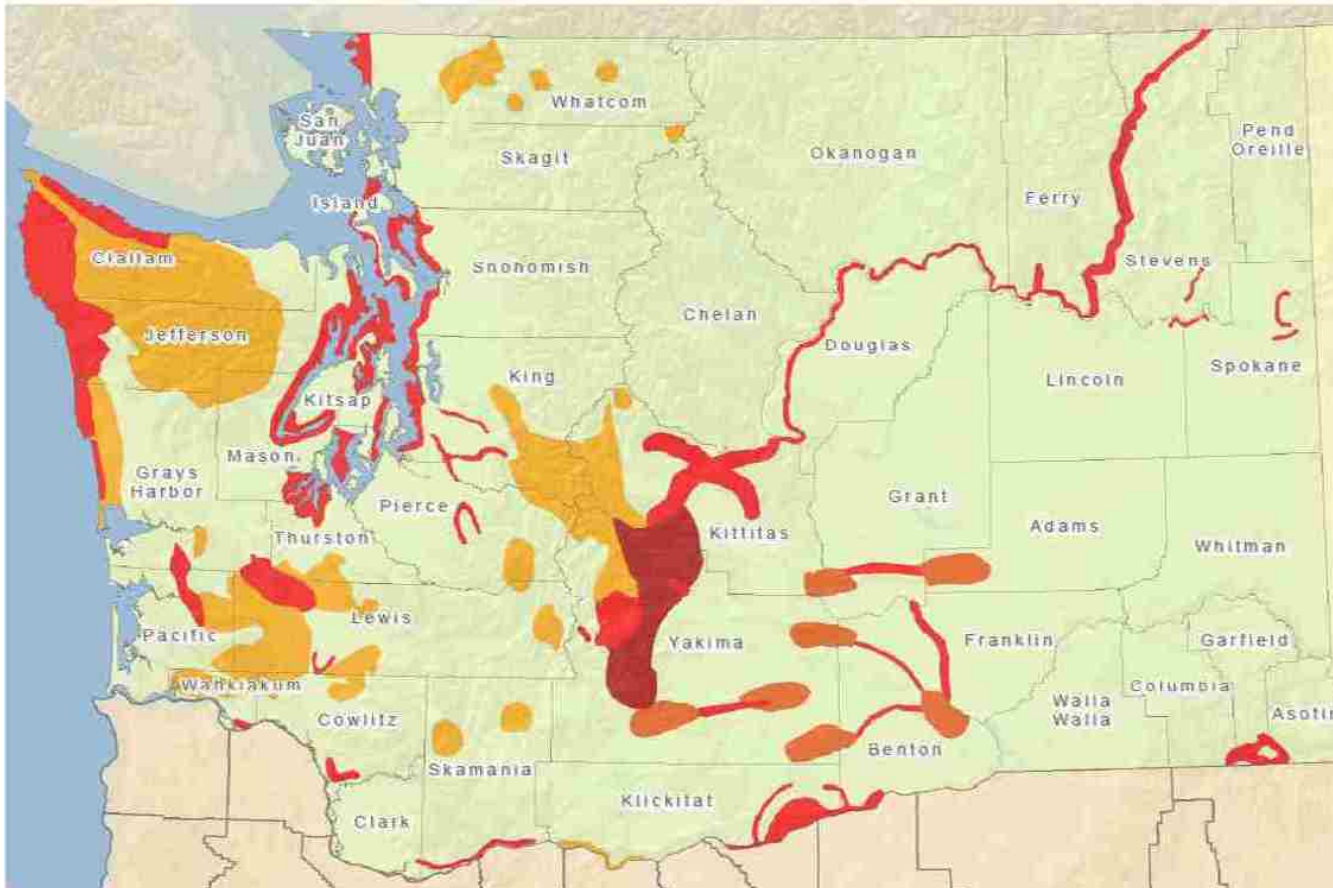 Whatcom
San
Juan
Skagit
Okanogan
Pend
Oreille
Ferry
Island
Clallam
Snohomish
Stevens
Chelan
Jefferson
Douglas
King
Lincoln
Spokane
Kitsap
Mason
Grays
Harbor
Pierce
Grant
Adams
Kittitas
Thurston
Whitman
Lewis
Pacific
Yakima
Franklin
Garfield
Wahkiakum
Columbia
Walla
Walla
Asotin
Cowlitz
Benton
Skamania
Klickitat
Clark